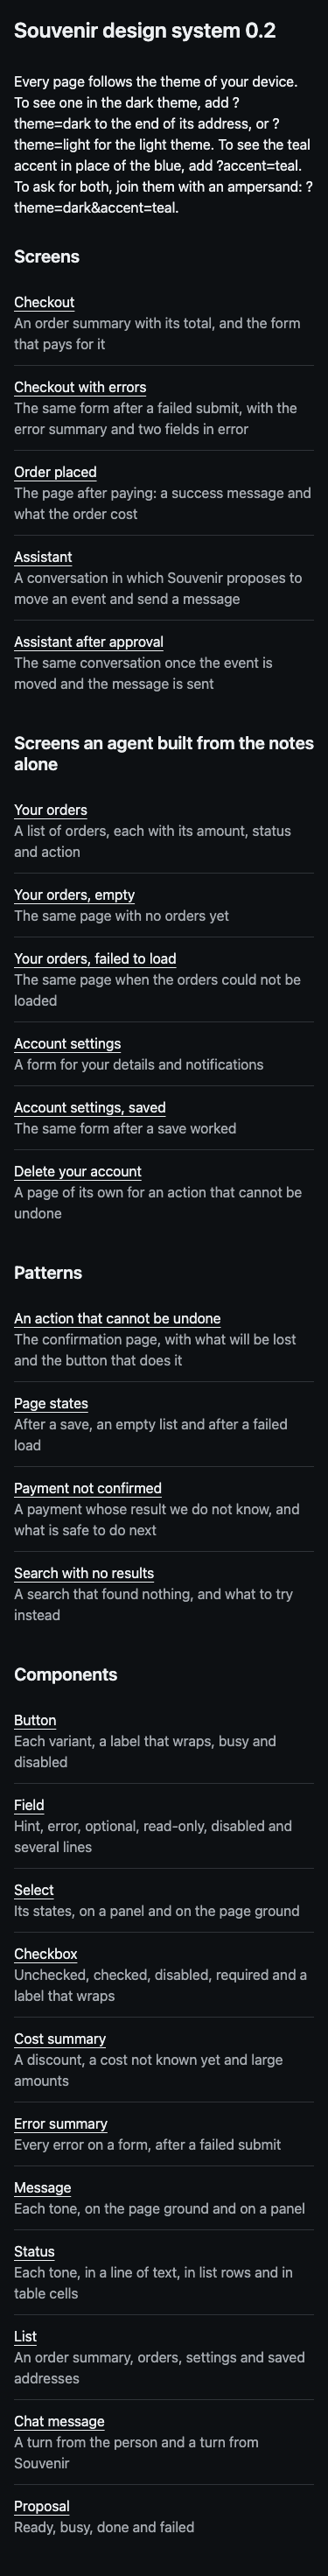 Souvenir design system 0.2
Every page follows the theme of your device.
To see one in the dark theme, add ?
theme=dark to the end of its address, or ?
theme=light for the light theme. To see the teal
accent in place of the blue, add ?accent=teal.
To ask for both, join them with an ampersand: ?
theme=dark&accent=teal.
Screens
Checkout
An order summary with its total, and the form
that pays for it
Checkout with errors
The same form after a failed submit, with the
error summary and two fields in error
Order placed
The page after paying: a success message and
what the order cost
Assistant
A conversation in which Souvenir proposes to
move an event and send a message
Assistant after approval
The same conversation once the event is
moved and the message is sent
Screens an agent built from the notes
alone
Your orders
A list of orders, each with its amount, status
and action
Your orders, empty
The same page with no orders yet
Your orders, failed to load
The same page when the orders could not be
loaded
Account settings
A form for your details and notifications
Account settings, saved
The same form after a save worked
Delete your account
A page of its own for an action that cannot be
undone
Patterns
An action that cannot be undone
The confirmation page, with what will be lost
and the button that does it
Page states
After a save, an empty list and after a failed
load
Payment not confirmed
A payment whose result we do not know, and
what is safe to do next
Search with no results
A search that found nothing, and what to try
instead
Components
Button
Each variant, a label that wraps, busy and
disabled
Field
Hint, error, optional, read-only, disabled and
several lines
Select
Its states, on a panel and on the page ground
Checkbox
Unchecked, checked, disabled, required and a
label that wraps
Cost summary
A discount, a cost not known yet and large
amounts
Error summary
Every error on a form, after a failed submit
Message
Each tone, on the page ground and on a panel
Status
Each tone, in a line of text, in list rows and in
table cells
List
An order summary, orders, settings and saved
addresses
Chat message
A turn from the person and a turn from
Souvenir
Proposal
Ready, busy, done and failed